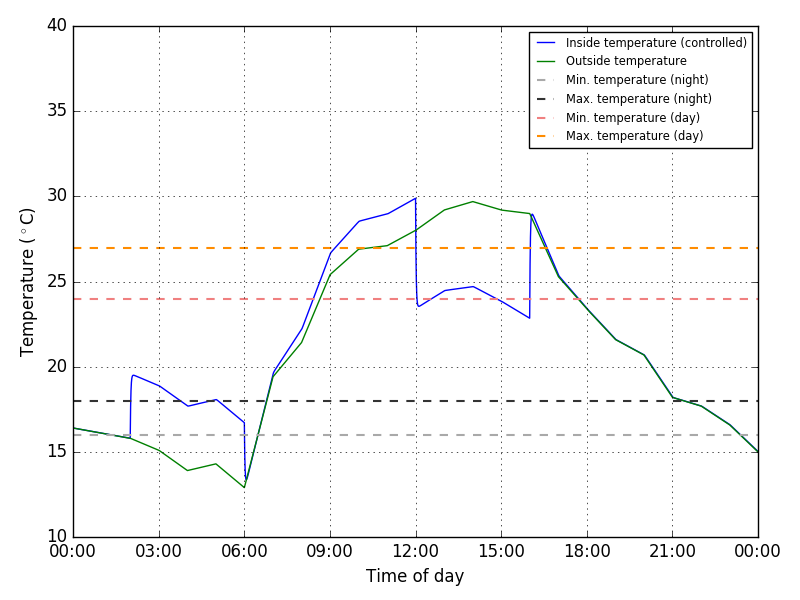 40
35
30
25
20
15
10
Temperature (°C)
Inside temperature (controlled)
Outside temperature
Min. temperature (night)
Max. temperature (night)
Min. temperature (day)
Max. temperature (day)
00:00 03:00 06:00 09:00 12:00 15:00 18:00 21:00 00:00
Time of day